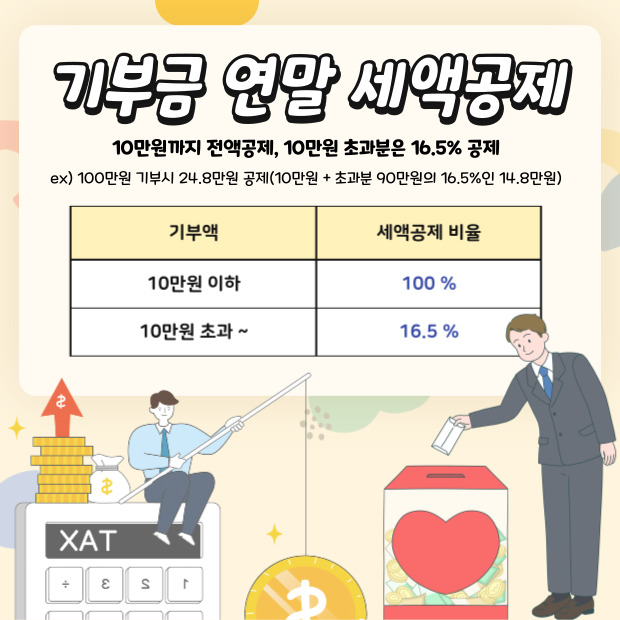 기부금 연말 세액공제
10만원까지 전액공제, 10만원 초과분은 16.5% 공제
ex) 100만원 기부시 24.8만원 공제(10만원 + 초과분 90만원의 16.5%인 14.8만원)
기부액 세액공제 비율
10만원 이하 100 %
10만원 초과 ~ 16.5 %
XAT
÷ 3 2 1